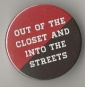 OUT OF THE
CLOSET AND
INTO THE
STREETS